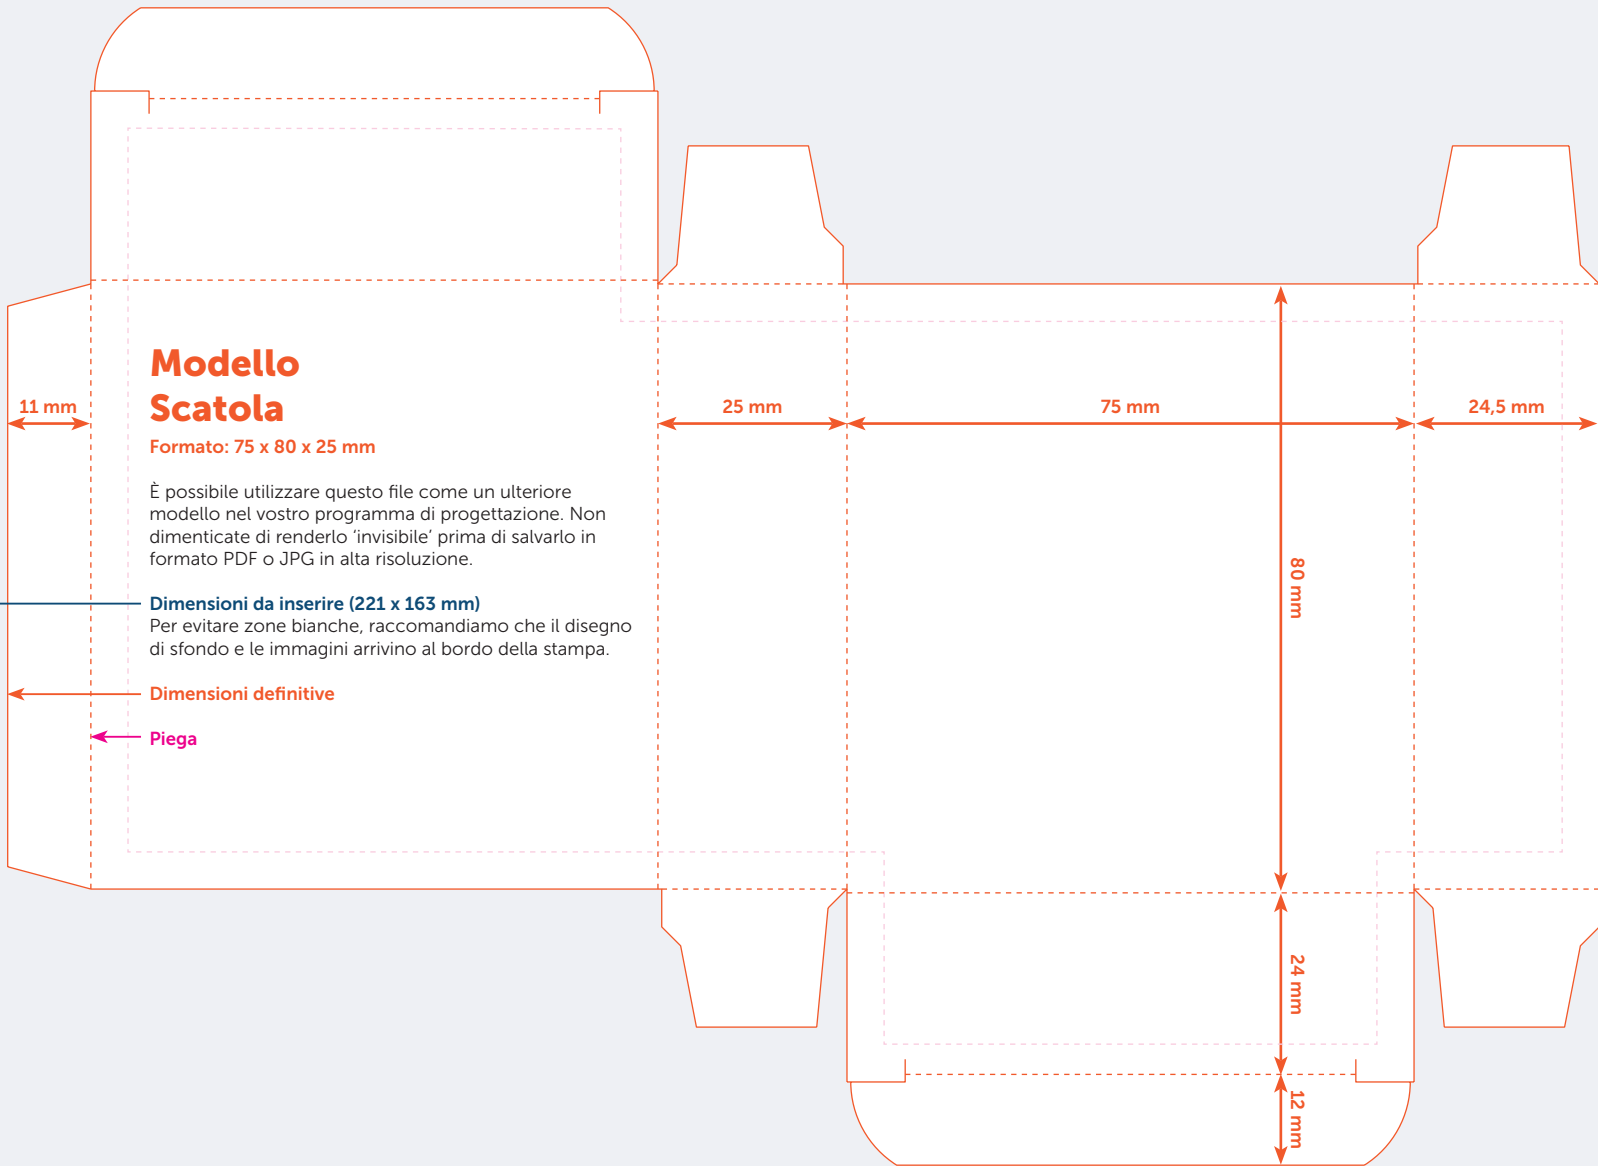 Modello
Scatola
Formato: 75 x 80 x 25 mm
È possibile utilizzare questo file come un ulteriore
modello nel vostro programma di progettazione. Non
dimenticate di renderlo ‘invisibile’ prima di salvarlo in
formato PDF o JPG in alta risoluzione.
Dimensioni da inserire (221 x 163 mm)
Per evitare zone bianche, raccomandiamo che il disegno
di sfondo e le immagini arrivino al bordo della stampa.
Dimensioni definitive
Piega
11 mm
25 mm
75 mm
24,5 mm
80 mm
24 mm
12 mm